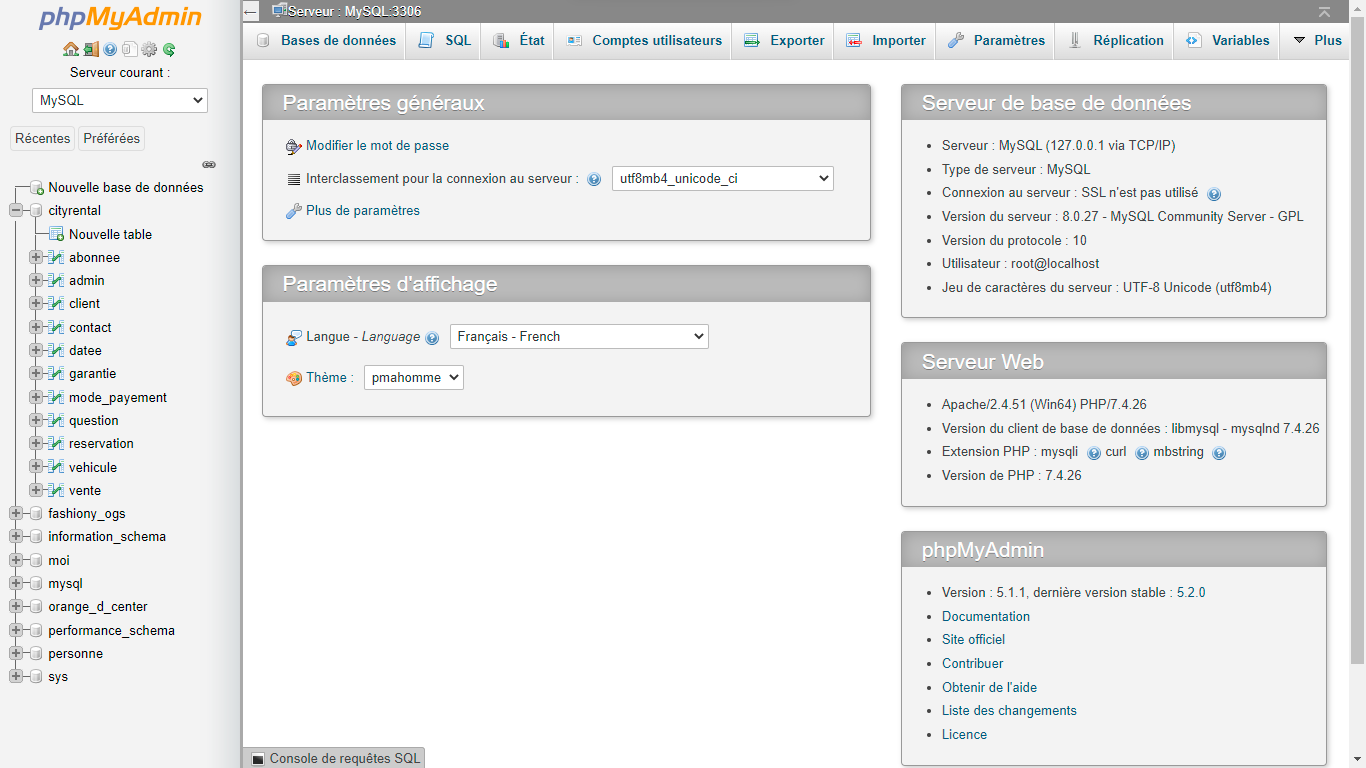 phpMyAdmin
Serveur courant :
MySQL
Récentes
Préférées
Nouvelle base de données
cityrental
Nouvelle table
abonnee
admin
client
contact
datee
garantie
mode_payement
question
reservation
vehicule
vente
fashiony_ogs
information_schema
moi
mysql
orange_d_center
performance_schema
personne
sys
Serveur : MySQL:3306
Bases de données SQL État Comptes utilisateurs Exporter Importer Paramètres Réplication Variables Plus
Paramètres généraux
Modifier le mot de passe
Interclassement pour la connexion au serveur : utf8mb4_unicode_ci
Plus de paramètres
Paramètres d'affichage
Langue - Language Français - French
Thème : pmahomme
Serveur de base de données
• Serveur : MySQL (127.0.0.1 via TCP/IP)
• Type de serveur : MySQL
• Connexion au serveur : SSL n'est pas utilisé
• Version du serveur : 8.0.27 - MySQL Community Server - GPL
• Version du protocole : 10
• Utilisateur : root@localhost
• Jeu de caractères du serveur : UTF-8 Unicode (utf8mb4)
Serveur Web
• Apache/2.4.51 (Win64) PHP/7.4.26
• Version du client de base de données : libmysql - mysqlnd 7.4.26
• Extension PHP : mysqli curl mbstring
• Version de PHP : 7.4.26
phpMyAdmin
• Version : 5.1.1, dernière version stable : 5.2.0
• Documentation
• Site officiel
• Contribuer
• Obtenir de l'aide
• Liste des changements
• Licence
Console de requêtes SQL